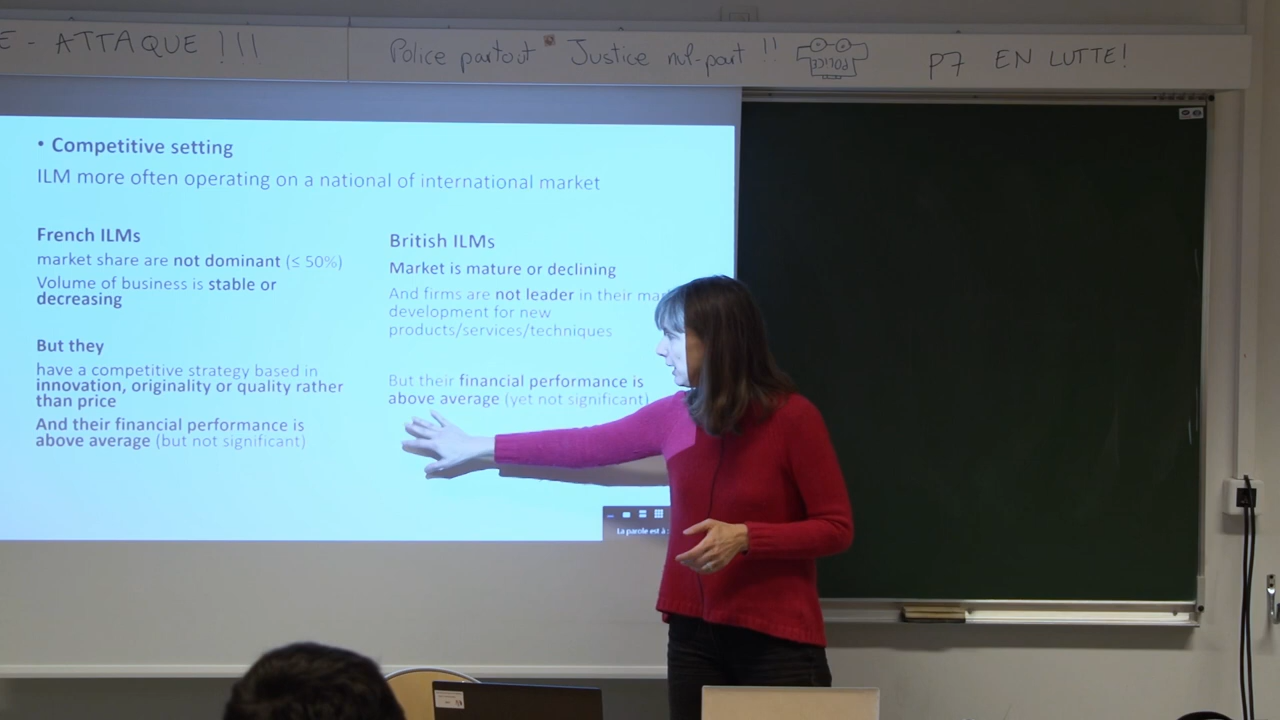 E - ATTAQUE !!!
Police partout Justice nul-part !!
POLICE
P7 EN LUTTE!
• Competitive setting
ILM more often operating on a national of international market
French ILMs
market share are not dominant (≤ 50%)
Volume of business is stable or
decreasing
But they
have a competitive strategy based in
innovation, originality or quality rather
than price
And their financial performance is
above average (but not significant)
British ILMs
Market is mature or declining
And firms are not leader in their
development for new
products/services/techniques
But their financial performance is
above average (yet not significant)
La parole est à :